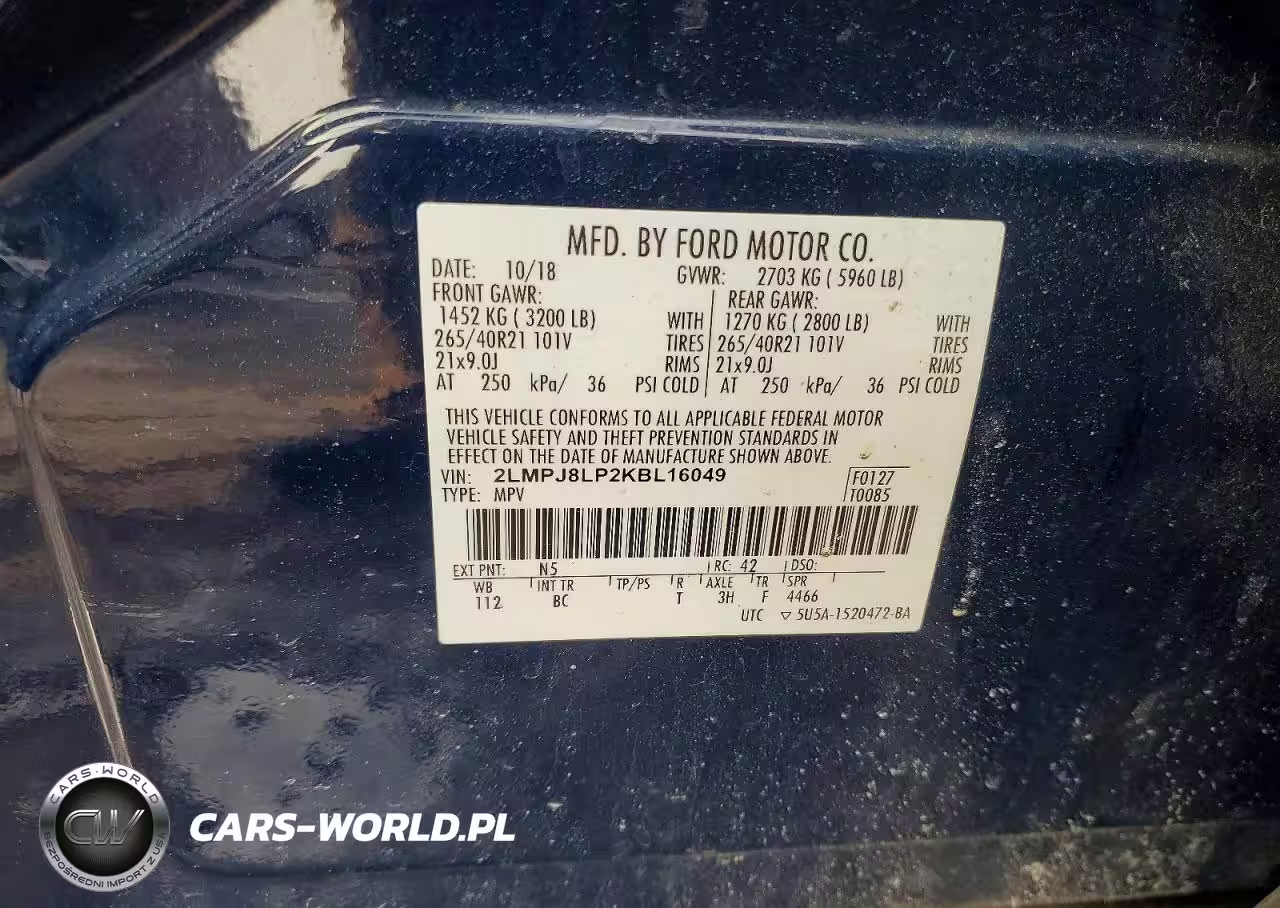 MFD. BY FORD MOTOR CO.
DATE: 10/18 GVWR: 2703 KG ( 5960 LB)
FRONT GAWR: REAR GAWR:
1452 KG ( 3200 LB) WITH 1270 KG ( 2800 LB) WITH
265/40R21 101V TIRES 265/40R21 101V TIRES
21x9.0J RIMS 21x9.0J RIMS
AT 250 kPa/ 36 PSI COLD AT 250 kPa/ 36 PSI COLD
THIS VEHICLE CONFORMS TO ALL APPLICABLE FEDERAL MOTOR
VEHICLE SAFETY AND THEFT PREVENTION STANDARDS IN
EFFECT ON THE DATE OF MANUFACTURE SHOWN ABOVE.
VIN: 2LMPJ8LP2KBL16049 F0127
TYPE: MPV T0085
EXT PNT: N5 RC: 42 DSO:
WB INT TR TP/PS R AXLE TR SPR
112 BC T 3H F 4466
UTC ▽ 5U5A-1520472-BA
CARS-WORLD
CW
BEZPOŚREDNI IMPORT Z USA
CARS-WORLD.PL